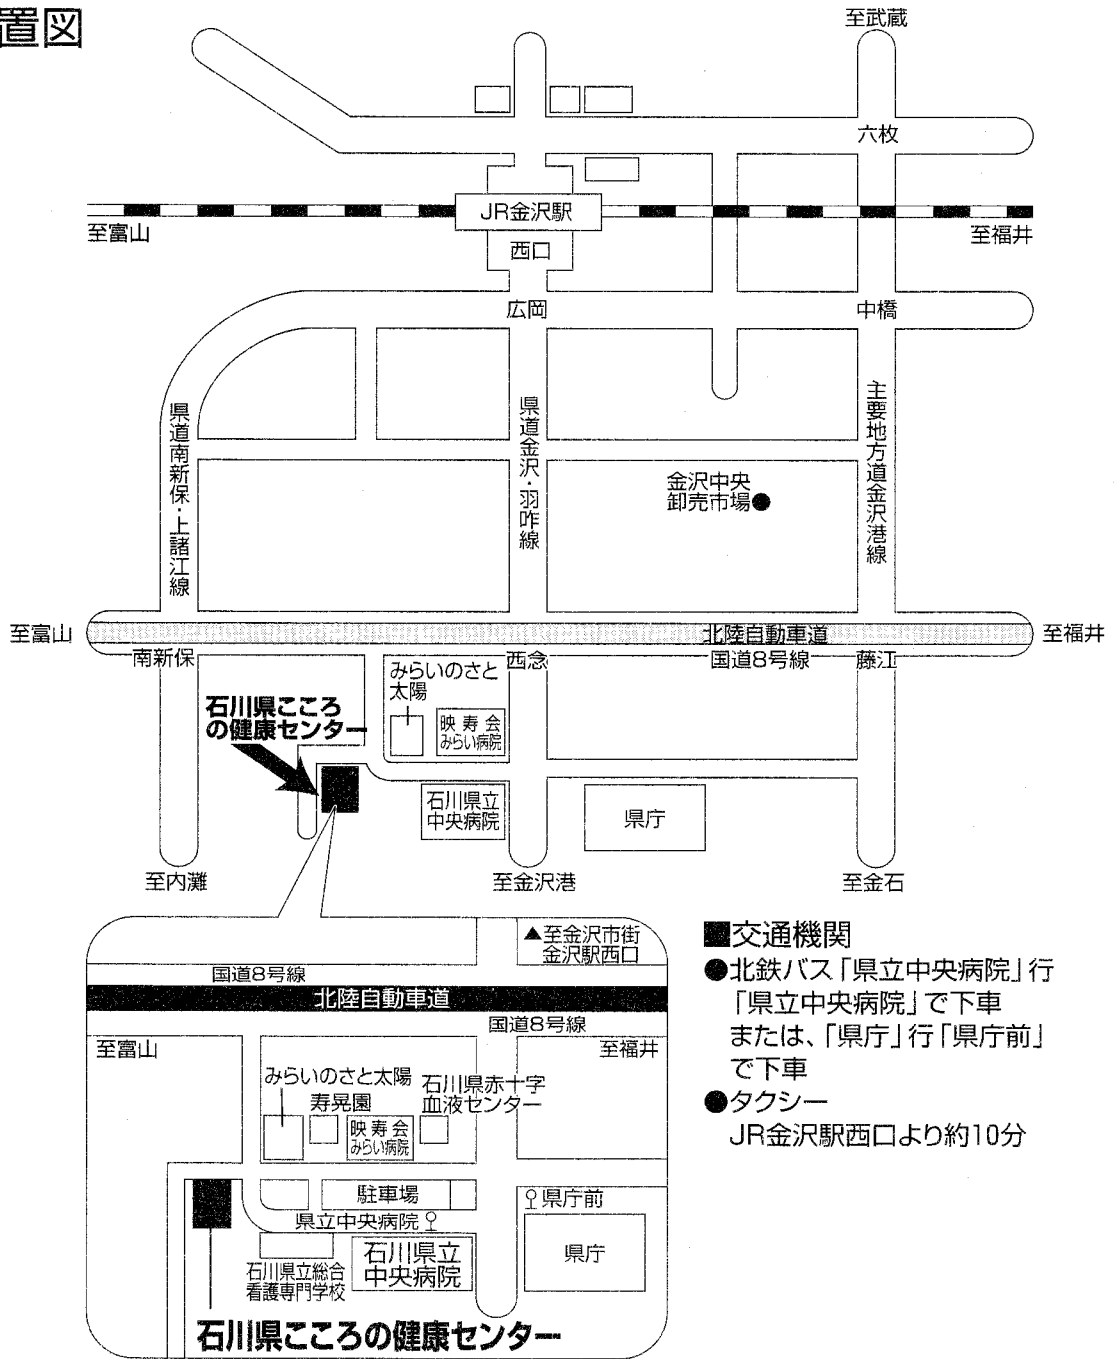 置図
至武蔵
六枚
JR金沢駅
至富山
至福井
西口
広岡
中橋
県道南新保・上諸江線
県道金沢・羽咋線
主要地方道金沢港線
金沢中央
卸売市場●
至富山
北陸自動車道
至福井
南新保
西念
国道8号線
藤江
みらいのさと
太陽
石川県こころ
の健康センター
映寿会
みらい病院
石川県立
中央病院
県庁
至内灘
至金沢港
至金石
▲至金沢市街
金沢駅西口
国道8号線
北陸自動車道
国道8号線
至富山
至福井
みらいのさと太陽
寿晃園
石川県赤十字
血液センター
映寿会
みらい病院
駐車場
県庁前
県立中央病院
石川県立
中央病院
県庁
石川県立総合
看護専門学校
石川県こころの健康センター
■交通機関
●北鉄バス「県立中央病院」行
「県立中央病院」で下車
または、「県庁」行「県庁前」
で下車
●タクシー
JR金沢駅西口より約10分